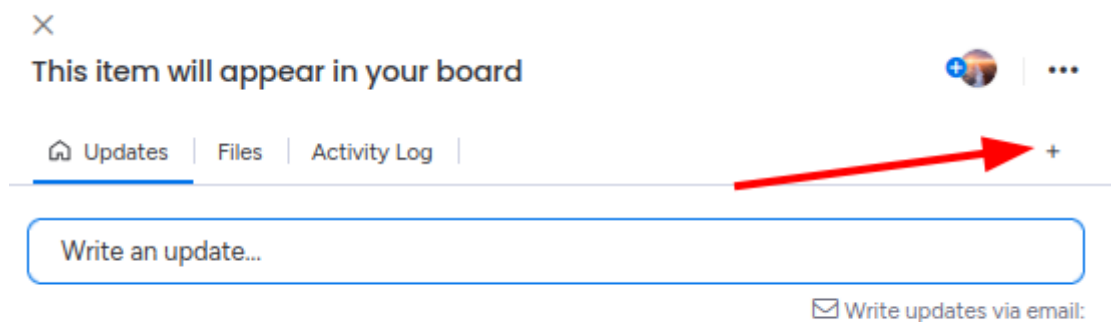 This item will appear in your board
Updates Files Activity Log +
Write an update...
Write updates via email: